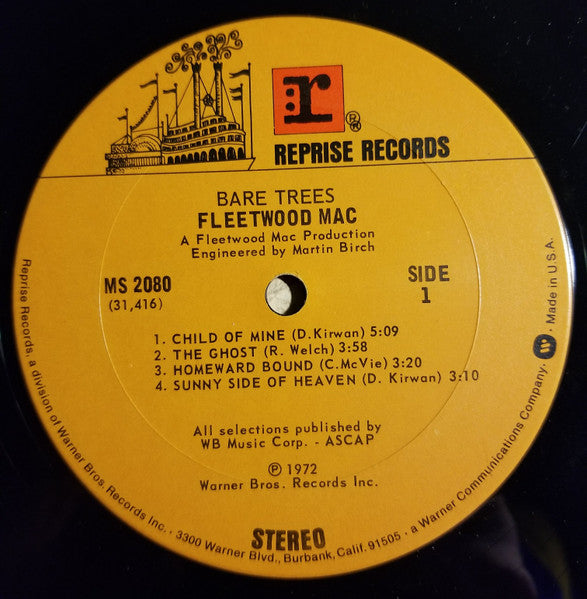 r
®
REPRISE RECORDS
BARE TREES
FLEETWOOD MAC
A Fleetwood Mac Production
Engineered by Martin Birch
MS 2080
(31,416)
SIDE
1
1. CHILD OF MINE (D.Kirwan) 5:09
2. THE GHOST (R. Welch) 3:58
3. HOMEWARD BOUND (C.McVie) 3:20
4. SUNNY SIDE OF HEAVEN (D. Kirwan) 3:10
All selections published by
WB Music Corp. - ASCAP
Ⓟ 1972
Warner Bros. Records Inc.
STEREO
Reprise Records, a division of Warner Bros. Records Inc. · 3300 Warner Blvd., Burbank, Calif. 91505 · a Warner Communications Company · W · Made in U.S.A.